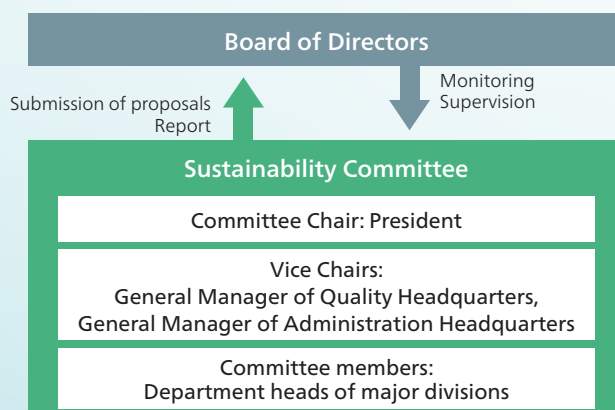 Board of Directors
Submission of proposals
Report
Monitoring
Supervision
Sustainability Committee
Committee Chair: President
Vice Chairs:
General Manager of Quality Headquarters,
General Manager of Administration Headquarters
Committee members:
Department heads of major divisions